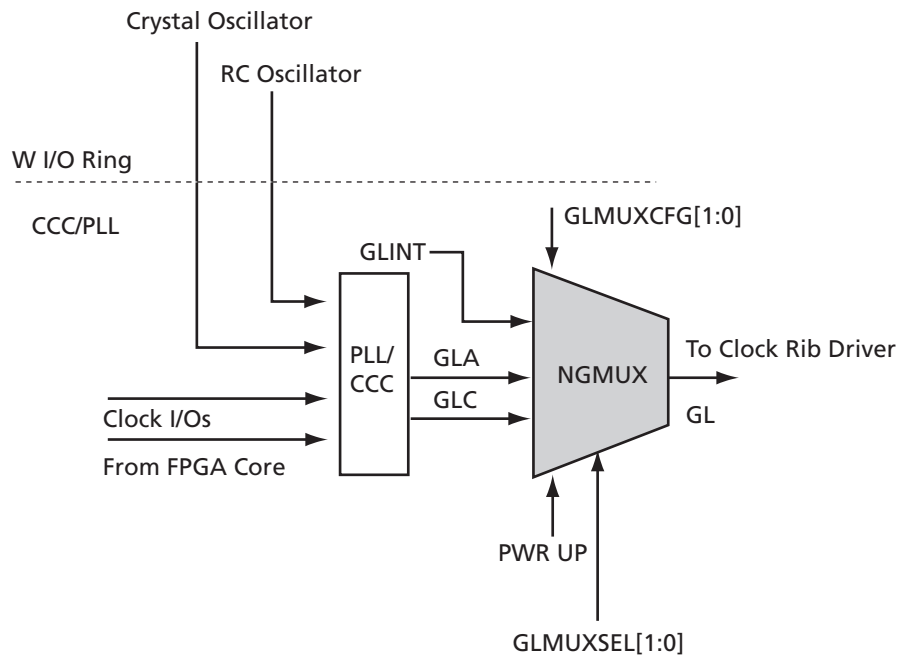 Crystal Oscillator
RC Oscillator
W I/O Ring
CCC/PLL
GLMUXCFG[1:0]
GLINT
PLL/
CCC
GLA
GLC
NGMUX
To Clock Rib Driver
GL
Clock I/Os
From FPGA Core
PWR UP
GLMUXSEL[1:0]